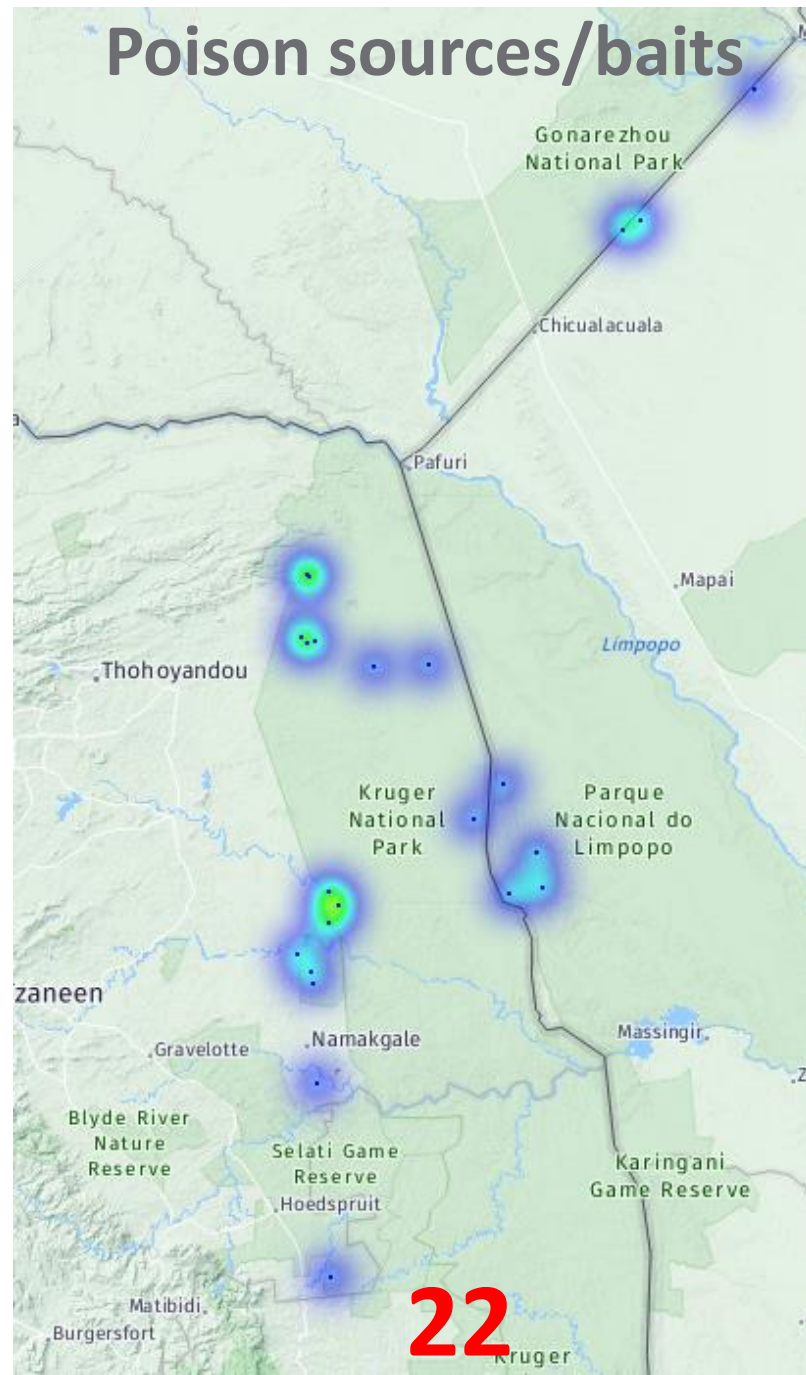 Poison sources/baits
Gonarezhou
National Park
Chicualacuala
Pafuri
Mapai
Limpopo
Thohoyandou
Kruger
National
Park
Parque
Nacional do
Limpopo
zaneen
Gravelotte
Namakgale
Massingir
Z
Blyde River
Nature
Reserve
Selati Game
Reserve
Karingani
Game Reserve
Hoedspruit
Matibidi
Burgersfort
22
Kruger